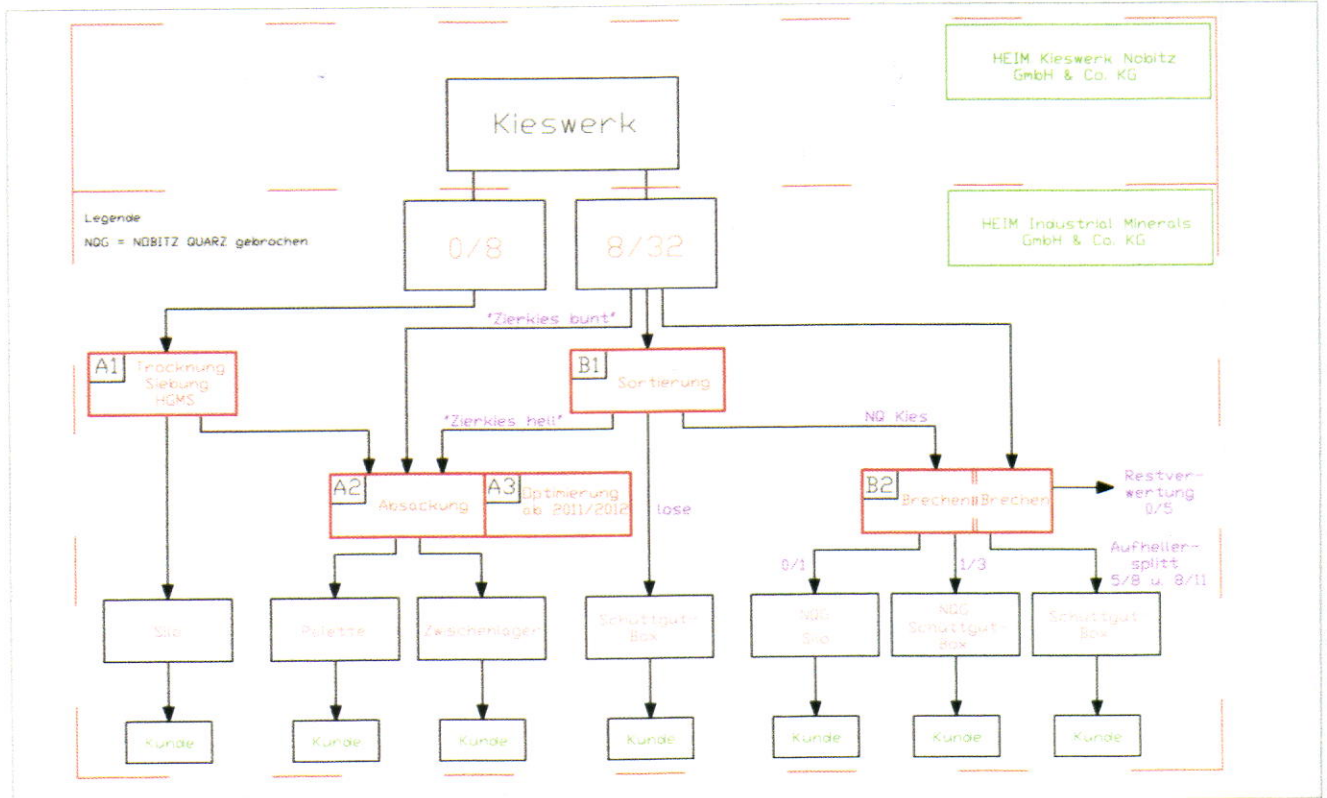 HEIM Kieswerk Nobitz
GmbH & Co. KG
Kieswerk
Legende
NQG = NOBITZ QUARZ gebrochen
HEIM Industrial Minerals
GmbH & Co. KG
0/8
8/32
"Zierkies bunt"
A1
Trocknung
Siebung
HGMS
B1
Sortierung
"Zierkies hell"
NQ Kies
A2
Absackung
A3
Optimierung
ab 2011/2012
lose
B2
Brechen
Brechen
Restver-
wertung
0/5
0/1
1/3
Aufheller-
splitt
5/8 u. 8/11
Silo
Palette
Zwischenlager
Schüttgut-
Box
NQG
Silo
NQG
Schüttgut-
Box
Schüttgut
Box
Kunde
Kunde
Kunde
Kunde
Kunde
Kunde
Kunde